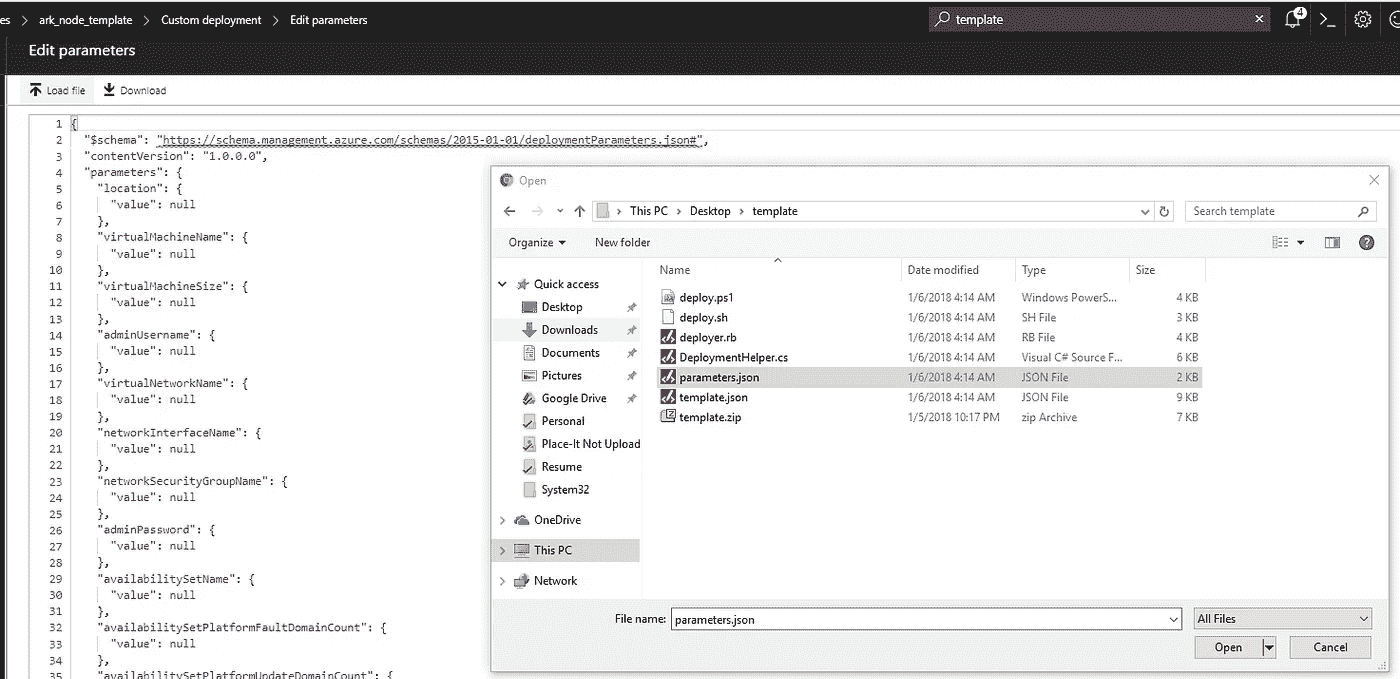 es > ark_node_template > Custom deployment > Edit parameters
template
4
Edit parameters
Load file
Download
1 {
2 "$schema": "https://schema.management.azure.com/schemas/2015-01-01/deploymentParameters.json#",
3 "contentVersion": "1.0.0.0",
4 "parameters": {
5 "location": {
6 "value": null
7 },
8 "virtualMachineName": {
9 "value": null
10 },
11 "virtualMachineSize": {
12 "value": null
13 },
14 "adminUsername": {
15 "value": null
16 },
17 "virtualNetworkName": {
18 "value": null
19 },
20 "networkInterfaceName": {
21 "value": null
22 },
23 "networkSecurityGroupName": {
24 "value": null
25 },
26 "adminPassword": {
27 "value": null
28 },
29 "availabilitySetName": {
30 "value": null
31 },
32 "availabilitySetPlatformFaultDomainCount": {
33 "value": null
34 },
35 "availabilitySetPlatformUpdateDomainCount": {
Open
This PC > Desktop > template
Search template
Organize
New folder
Name Date modified Type Size
Quick access
Desktop
Downloads
Documents
Pictures
Google Drive
Personal
Place-It Not Upload
Resume
System32
OneDrive
This PC
Network
deploy.ps1 1/6/2018 4:14 AM Windows PowerS... 4 KB
deploy.sh 1/6/2018 4:14 AM SH File 3 KB
deployer.rb 1/6/2018 4:14 AM RB File 4 KB
DeploymentHelper.cs 1/6/2018 4:14 AM Visual C# Source F... 6 KB
parameters.json 1/6/2018 4:14 AM JSON File 2 KB
template.json 1/6/2018 4:14 AM JSON File 9 KB
template.zip 1/5/2018 10:17 PM zip Archive 7 KB
File name: parameters.json
All Files
Open
Cancel